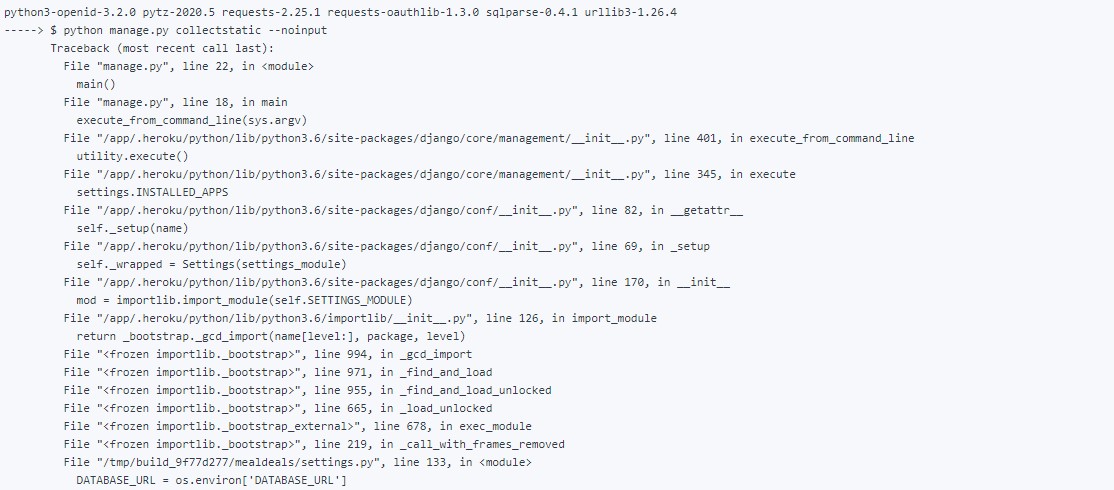 python3-openid-3.2.0 pytz-2020.5 requests-2.25.1 requests-oauthlib-1.3.0 sqlparse-0.4.1 urllib3-1.26.4
-----> $ python manage.py collectstatic --noinput
Traceback (most recent call last):
File "manage.py", line 22, in <module>
main()
File "manage.py", line 18, in main
execute_from_command_line(sys.argv)
File "/app/.heroku/python/lib/python3.6/site-packages/django/core/management/__init__.py", line 401, in execute_from_command_line
utility.execute()
File "/app/.heroku/python/lib/python3.6/site-packages/django/core/management/__init__.py", line 345, in execute
settings.INSTALLED_APPS
File "/app/.heroku/python/lib/python3.6/site-packages/django/conf/__init__.py", line 82, in __getattr__
self._setup(name)
File "/app/.heroku/python/lib/python3.6/site-packages/django/conf/__init__.py", line 69, in _setup
self._wrapped = Settings(settings_module)
File "/app/.heroku/python/lib/python3.6/site-packages/django/conf/__init__.py", line 170, in __init__
mod = importlib.import_module(self.SETTINGS_MODULE)
File "/app/.heroku/python/lib/python3.6/importlib/__init__.py", line 126, in import_module
return _bootstrap._gcd_import(name[level:], package, level)
File "<frozen importlib._bootstrap>", line 994, in _gcd_import
File "<frozen importlib._bootstrap>", line 971, in _find_and_load
File "<frozen importlib._bootstrap>", line 955, in _find_and_load_unlocked
File "<frozen importlib._bootstrap>", line 665, in _load_unlocked
File "<frozen importlib._bootstrap_external>", line 678, in exec_module
File "<frozen importlib._bootstrap>", line 219, in _call_with_frames_removed
File "/tmp/build_9f77d277/mealdeals/settings.py", line 133, in <module>
DATABASE_URL = os.environ['DATABASE_URL']